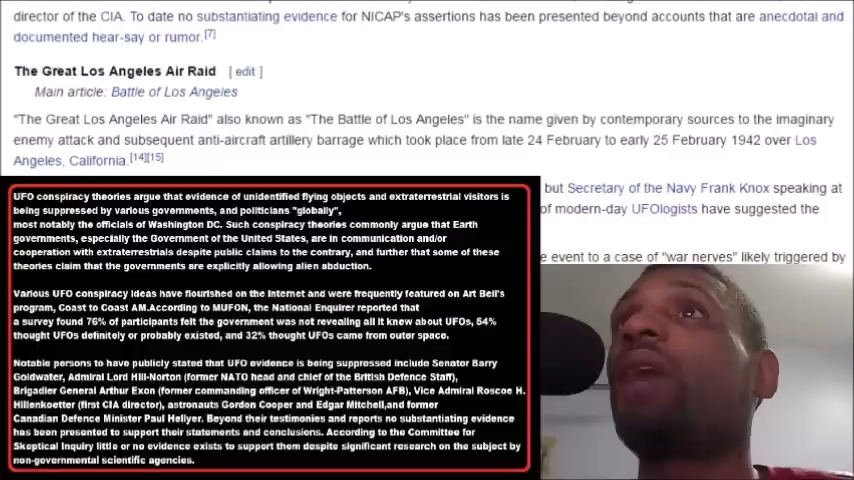 director of the CIA. To date no substantiating evidence for NICAP's assertions has been presented beyond accounts that are anecdotal and
documented hear-say or rumor.[7]
The Great Los Angeles Air Raid [ edit ]
Main article: Battle of Los Angeles
"The Great Los Angeles Air Raid" also known as "The Battle of Los Angeles" is the name given by contemporary sources to the imaginary
enemy attack and subsequent anti-aircraft artillery barrage which took place from late 24 February to early 25 February 1942 over Los
Angeles, California.[14][15]
but Secretary of the Navy Frank Knox speaking at
of modern-day UFOlogists have suggested the
e event to a case of "war nerves" likely triggered by
UFO conspiracy theories argue that evidence of unidentified flying objects and extraterrestrial visitors is
being suppressed by various governments, and politicians "globally",
most notably the officials of Washington DC. Such conspiracy theories commonly argue that Earth
governments, especially the Government of the United States, are in communication and/or
cooperation with extraterrestrials despite public claims to the contrary, and further that some of these
theories claim that the governments are explicitly allowing alien abduction.
Various UFO conspiracy ideas have flourished on the internet and were frequently featured on Art Bell's
program, Coast to Coast AM.According to MUFON, the National Enquirer reported that
a survey found 76% of participants felt the government was not revealing all it knew about UFOs, 54%
thought UFOs definitely or probably existed, and 32% thought UFOs came from outer space.
Notable persons to have publicly stated that UFO evidence is being suppressed include Senator Barry
Goldwater, Admiral Lord Hill-Norton (former NATO head and chief of the British Defence Staff),
Brigadier General Arthur Exon (former commanding officer of Wright-Patterson AFB), Vice Admiral Roscoe H.
Hillenkoetter (first CIA director), astronauts Gordon Cooper and Edgar Mitchell,and former
Canadian Defence Minister Paul Hellyer. Beyond their testimonies and reports no substantiating evidence
has been presented to support their statements and conclusions. According to the Committee for
Skeptical Inquiry little or no evidence exists to support them despite significant research on the subject by
non-governmental scientific agencies.